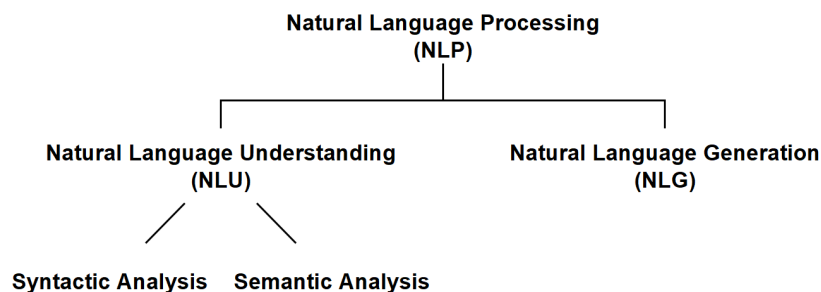 Natural Language Processing
(NLP)
Natural Language Understanding
(NLU)
Natural Language Generation
(NLG)
Syntactic Analysis
Semantic Analysis